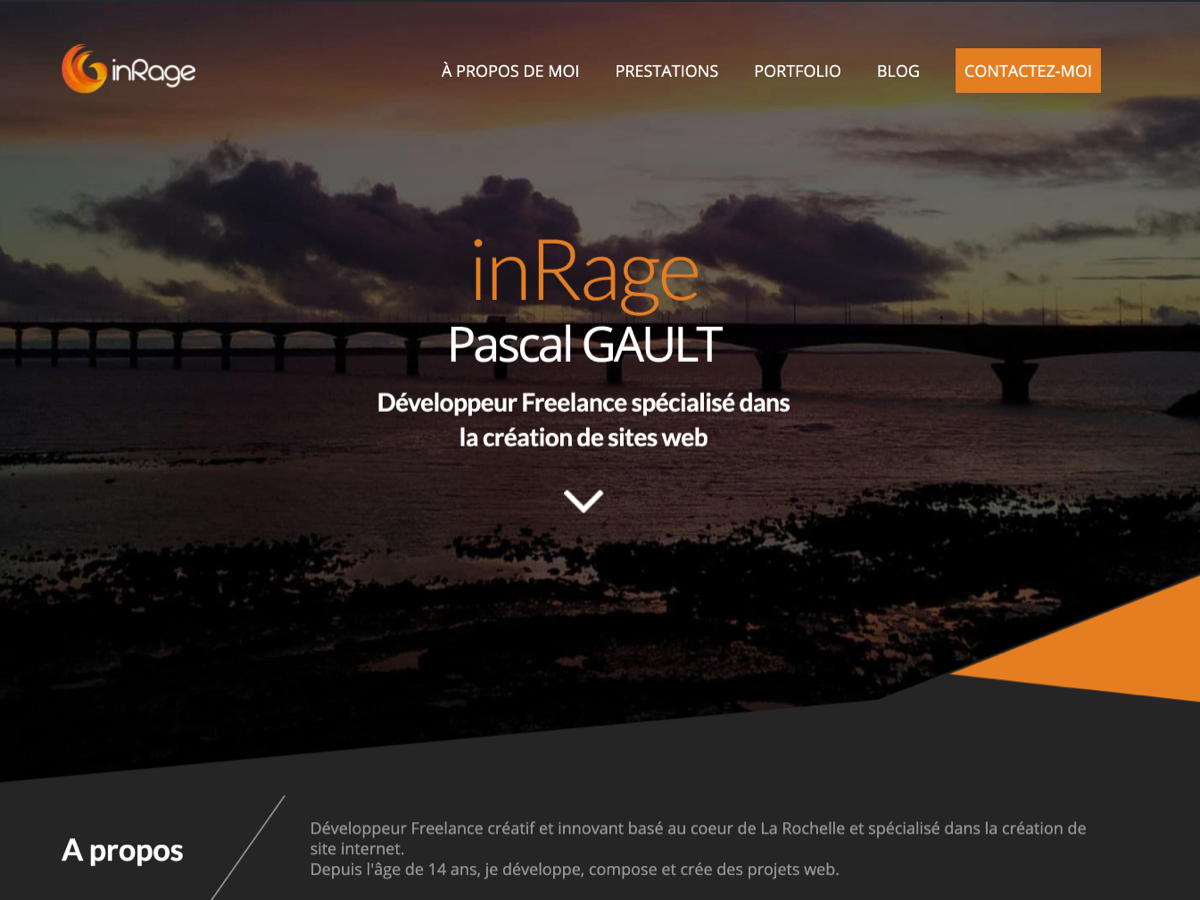 inRage
À PROPOS DE MOI
PRESTATIONS
PORTFOLIO
BLOG
CONTACTEZ-MOI
inRage
Pascal GAULT
Développeur Freelance spécialisé dans
la création de sites web
A propos
Développeur Freelance créatif et innovant basé au coeur de La Rochelle et spécialisé dans la création de
site internet.
Depuis l'âge de 14 ans, je développe, compose et crée des projets web.